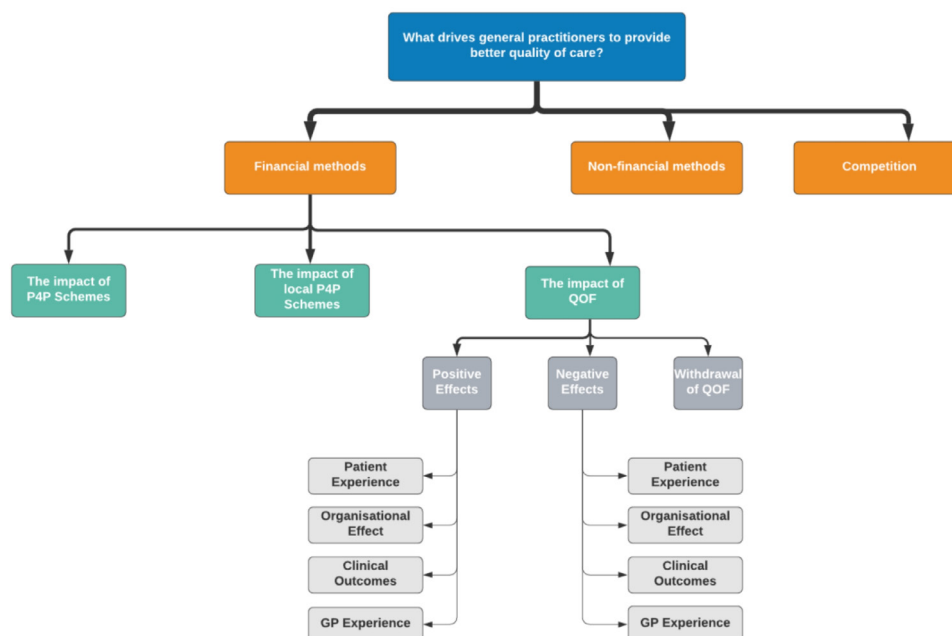 What drives general practitioners to provide
better quality of care?
Financial methods
Non-financial methods
Competition
The impact of
P4P Schemes
The impact of
local P4P
Schemes
The impact of
QOF
Positive
Effects
Negative
Effects
Withdrawal
of QOF
Patient
Experience
Patient
Experience
Organisational
Effect
Organisational
Effect
Clinical
Outcomes
Clinical
Outcomes
GP Experience
GP Experience